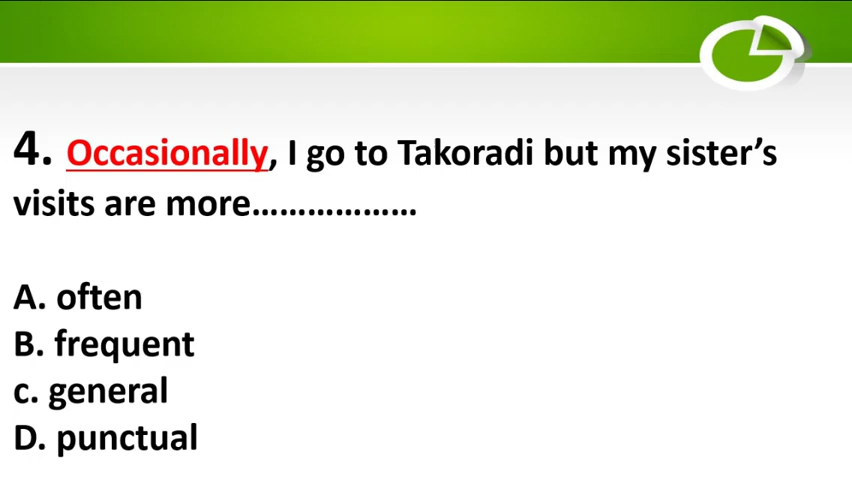 4. Occasionally, I go to Takoradi but my sister’s
visits are more...................
A. often
B. frequent
c. general
D. punctual